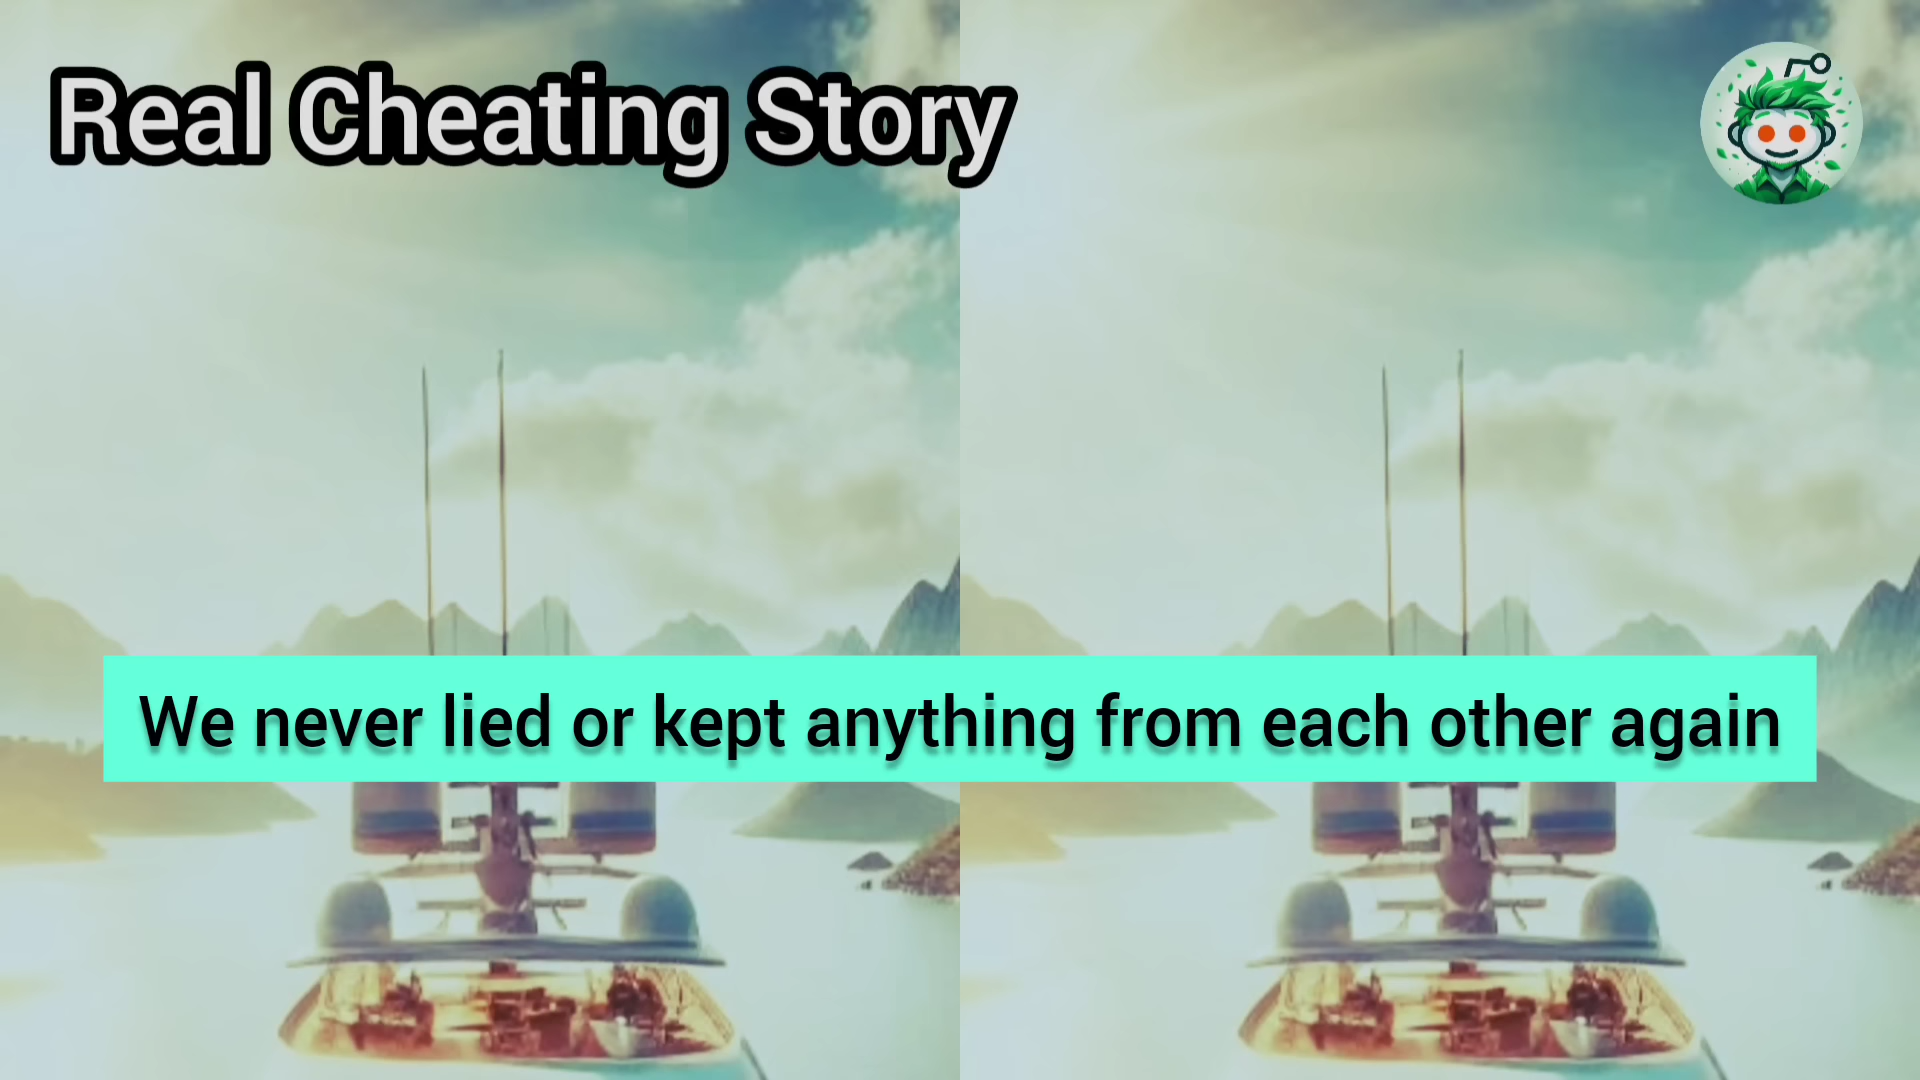 Real Cheating Story
We never lied or kept anything from each other again